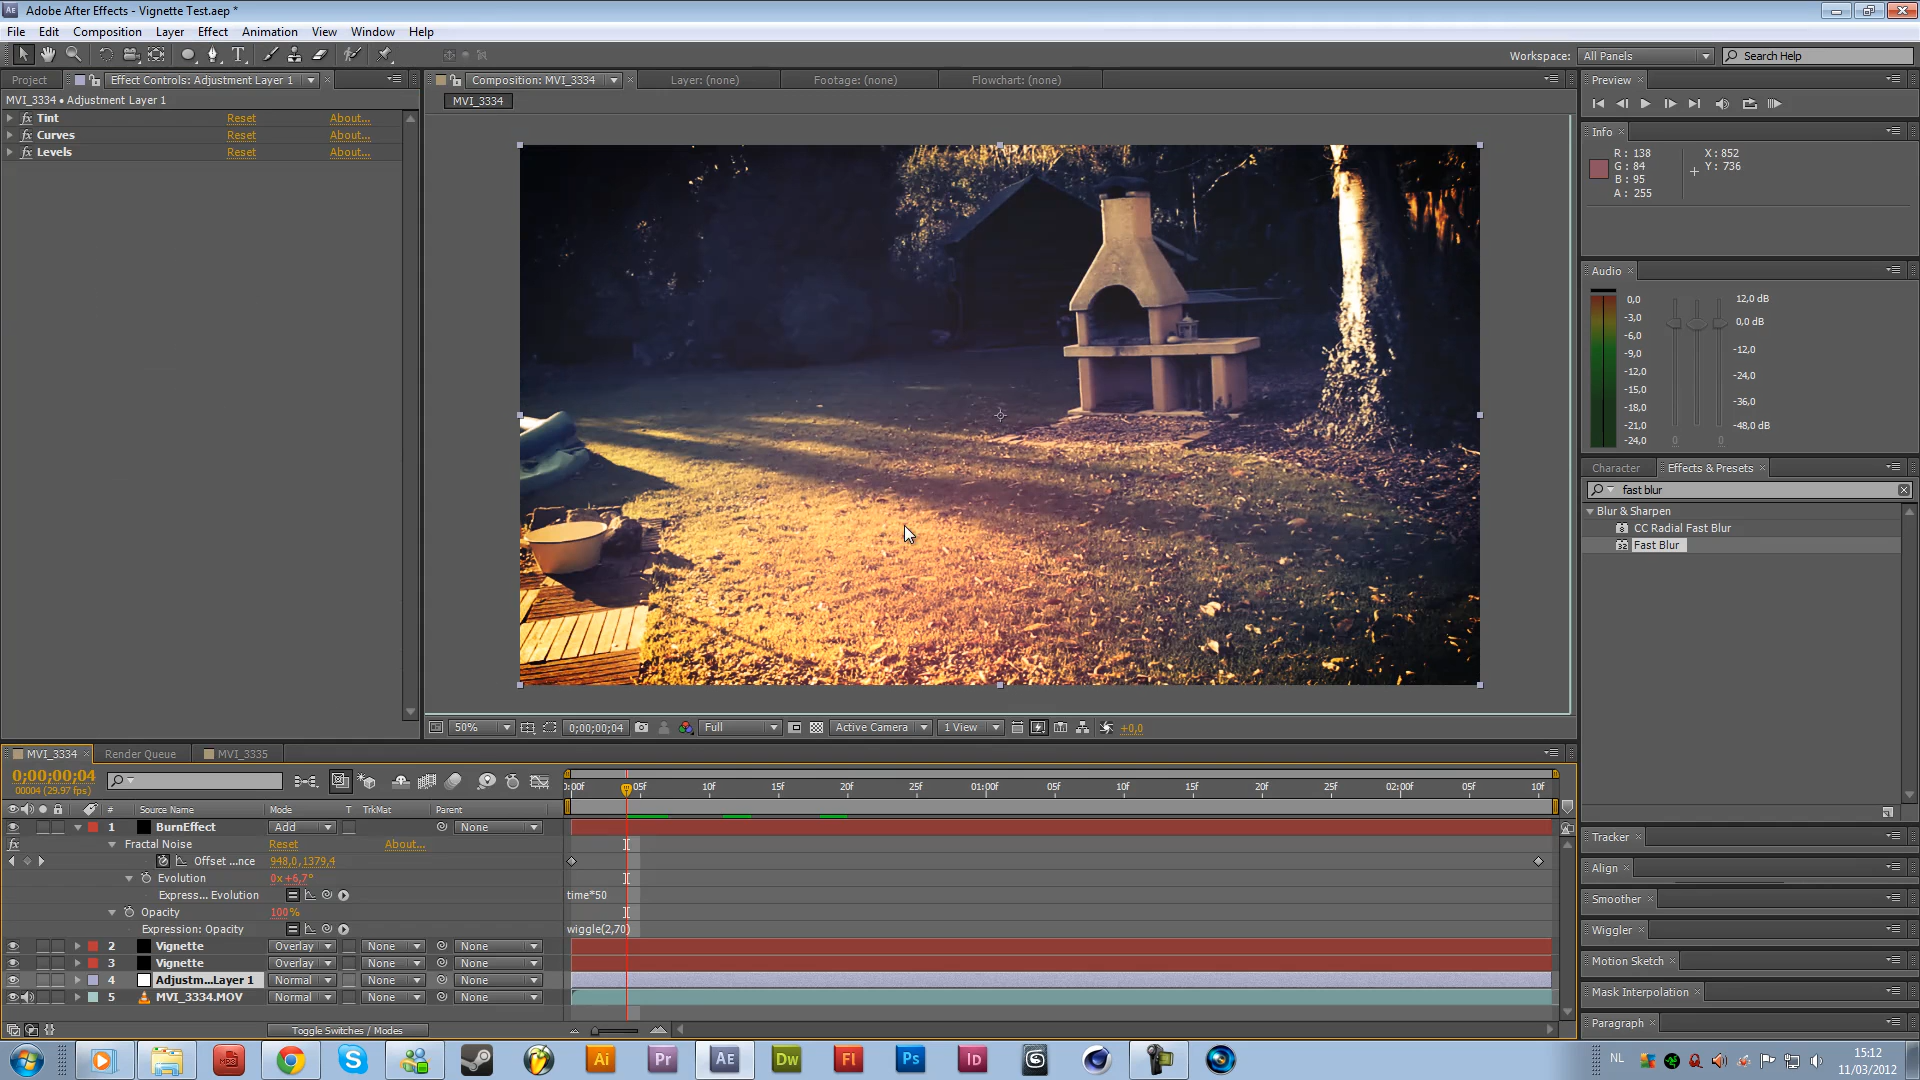 Adobe After Effects - Vignette Test.aep *
File Edit Composition Layer Effect Animation View Window Help
Workspace: All Panels Search Help
Project Effect Controls: Adjustment Layer 1
Composition: MVI_3334 Layer: (none) Footage: (none) Flowchart: (none)
Preview
MVI_3334 • Adjustment Layer 1
MVI_3334
fx Tint Reset About...
fx Curves Reset About...
fx Levels Reset About...
Info
R: 138
G: 84
B: 95
A: 255
X: 852
Y: 736
Audio
0,0
-3,0
-6,0
-9,0
-12,0
-15,0
-18,0
-21,0
-24,0
12,0 dB
0,0 dB
-12,0
-24,0
-36,0
-48,0 dB
0 0
Character Effects & Presets
fast blur
Blur & Sharpen
CC Radial Fast Blur
32 Fast Blur
50% 0;00;00;04 Full Active Camera 1 View +0,0
MVI_3334 Render Queue MVI_3335
0;00;00;04
00004 (29.97 fps)
0:00f 05f 10f 15f 20f 25f 01:00f 05f 10f 15f 20f 25f 02:00f 05f 10f
# Source Name Mode T TrkMat Parent
1 BurnEffect Add None
fx Fractal Noise Reset About...
Offset ...nce 948,0,1379,4
Evolution 0x+6,7°
Express... Evolution time*50
Opacity 100%
Expression: Opacity wiggle(2,70)
2 Vignette Overlay None None
3 Vignette Overlay None None
4 Adjustm...Layer 1 Normal None None
5 MVI_3334.MOV Normal None None
Toggle Switches / Modes
Tracker
Align
Smoother
Wiggler
Motion Sketch
Mask Interpolation
Paragraph
Ai Pr Ae Dw Fl Ps Id
NL
15:12
11/03/2012